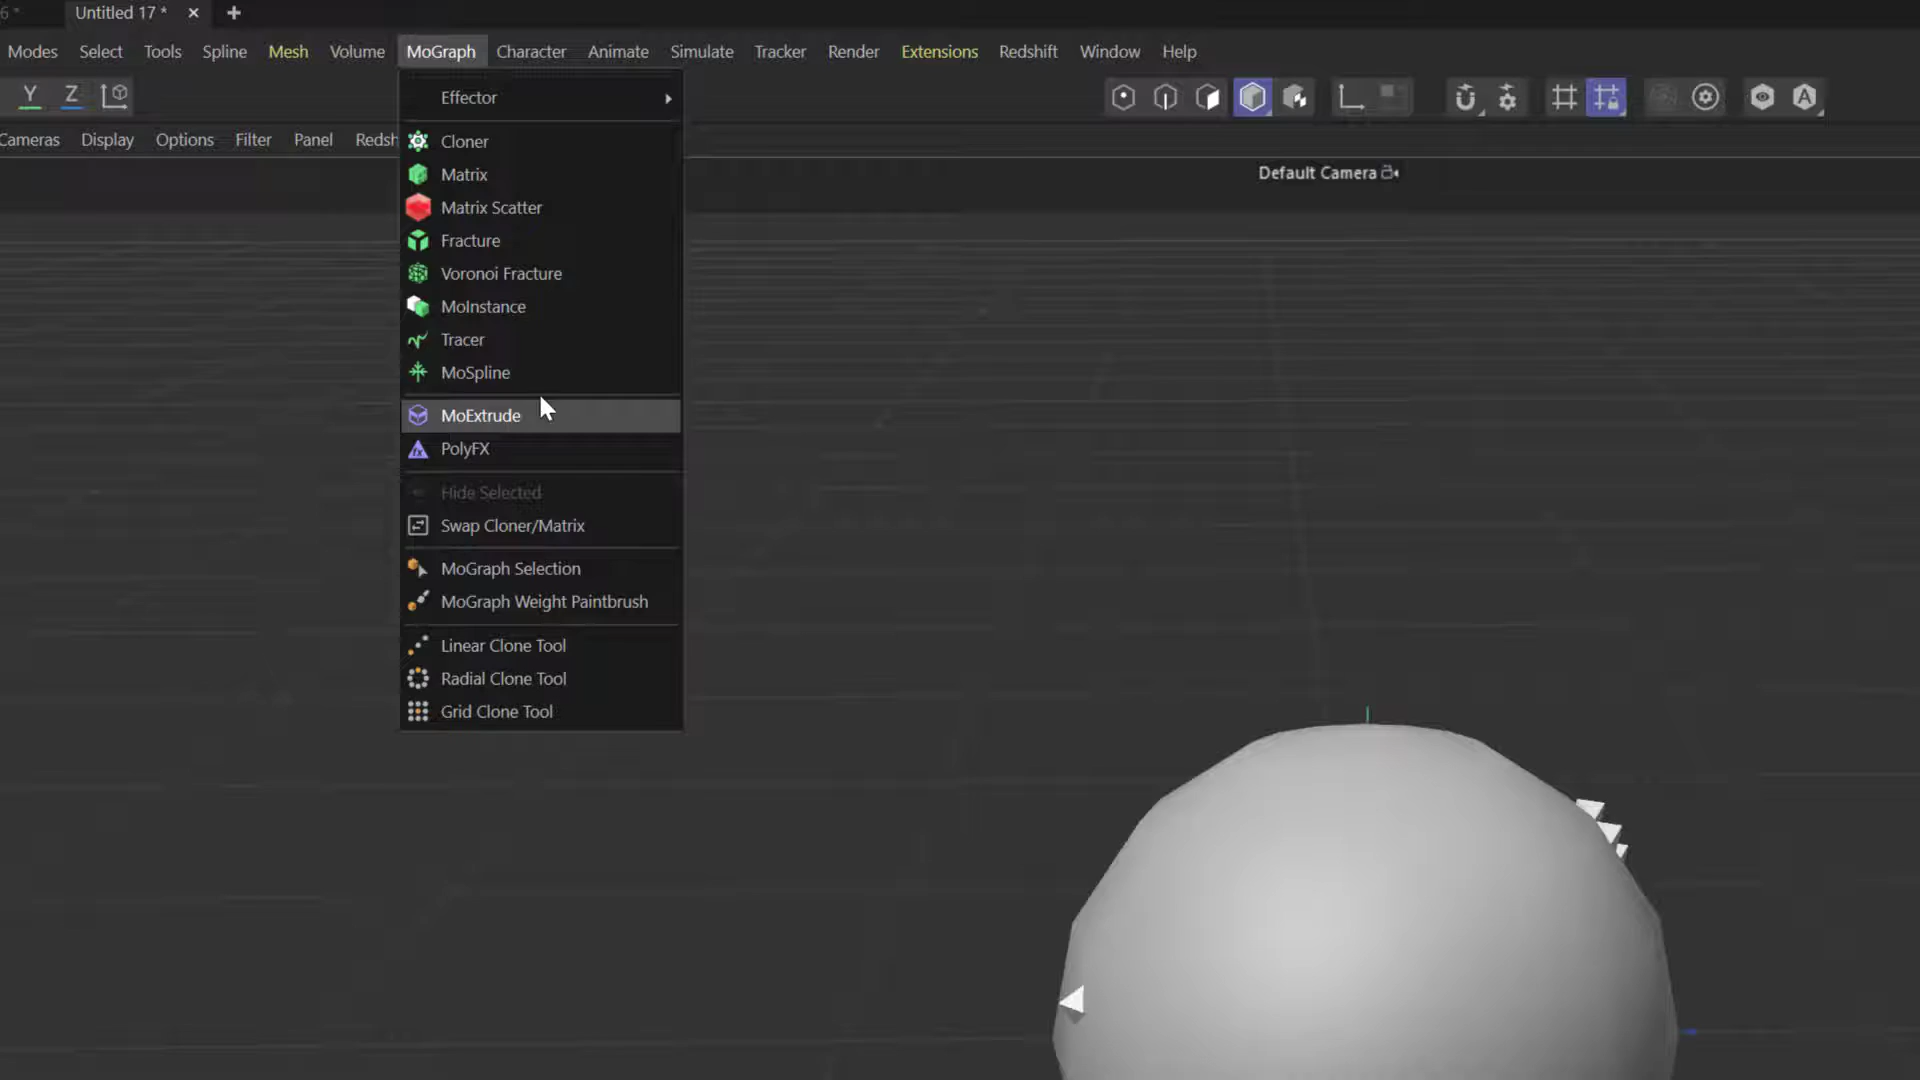 6 *
Untitled 17 *
Modes Select Tools Spline Mesh Volume MoGraph Character Animate Simulate Tracker Render Extensions Redshift Window Help
Y Z
Cameras Display Options Filter Panel Redsh
Default Camera
Effector
Cloner
Matrix
Matrix Scatter
Fracture
Voronoi Fracture
MoInstance
Tracer
MoSpline
MoExtrude
PolyFX
Hide Selected
Swap Cloner/Matrix
MoGraph Selection
MoGraph Weight Paintbrush
Linear Clone Tool
Radial Clone Tool
Grid Clone Tool